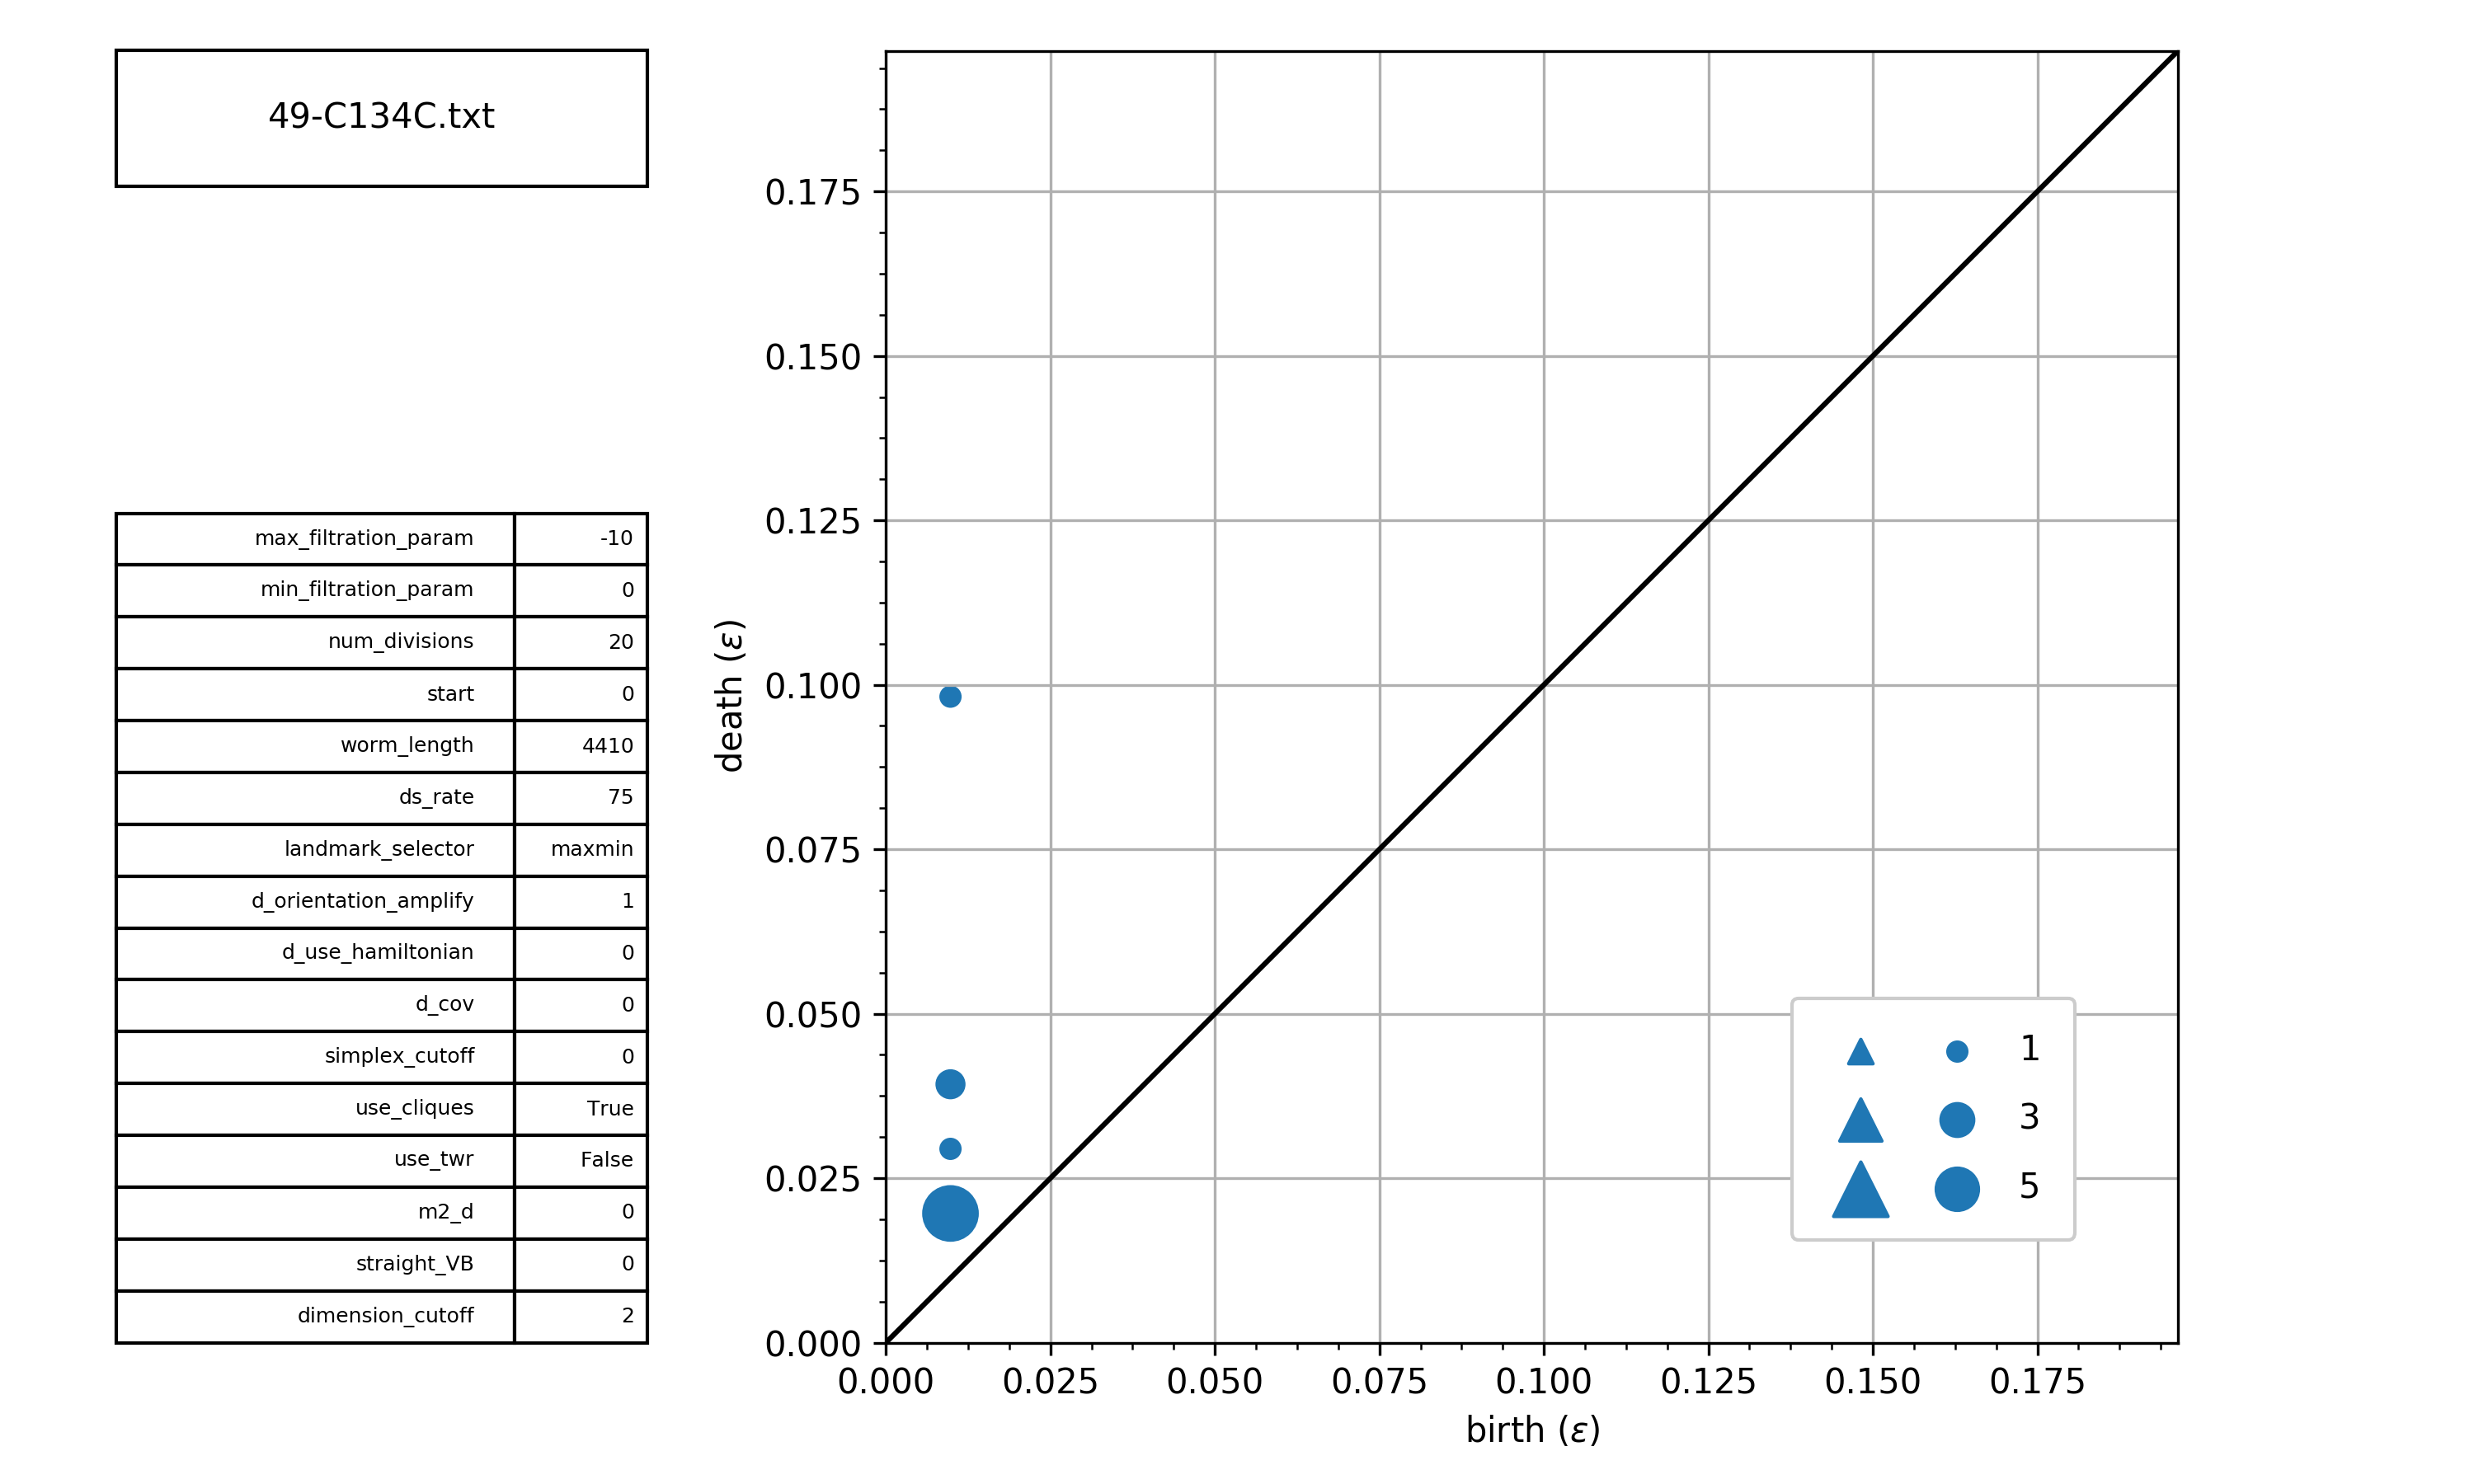 49-C134C.txt
max_filtration_param -10
min_filtration_param 0
num_divisions 20
start 0
worm_length 4410
ds_rate 75
landmark_selector maxmin
d_orientation_amplify 1
d_use_hamiltonian 0
d_cov 0
simplex_cutoff 0
use_cliques True
use_twr False
m2_d 0
straight_VB 0
dimension_cutoff 2
death (ε)
0.175
0.150
0.125
0.100
0.075
0.050
0.025
0.000
1
3
5
0.000 0.025 0.050 0.075 0.100 0.125 0.150 0.175
birth (ε)